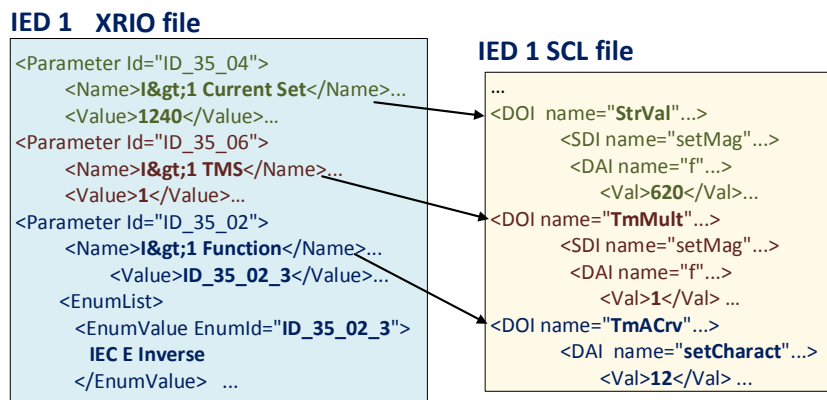 IED 1 XRIO file
<Parameter Id="ID_35_04">
<Name>I&gt;1 Current Set</Name>...
<Value>1240</Value>...
<Parameter Id="ID_35_06">
<Name>I&gt;1 TMS</Name>...
<Value>1</Value>...
<Parameter Id="ID_35_02">
<Name>I&gt;1 Function</Name>...
<Value>ID_35_02_3</Value>...
<EnumList>
<EnumValue EnumId="ID_35_02_3">
IEC E Inverse
</EnumValue> ...
IED 1 SCL file
...
<DOI name="StrVal"...>
<SDI name="setMag"...>
<DAI name="f"...>
<Val>620</Val>...
<DOI name="TmMult"...>
<SDI name="setMag"...>
<DAI name="f"...>
<Val>1</Val> ...
<DOI name="TmACrv"...>
<DAI name="setCharact"...>
<Val>12</Val> ...